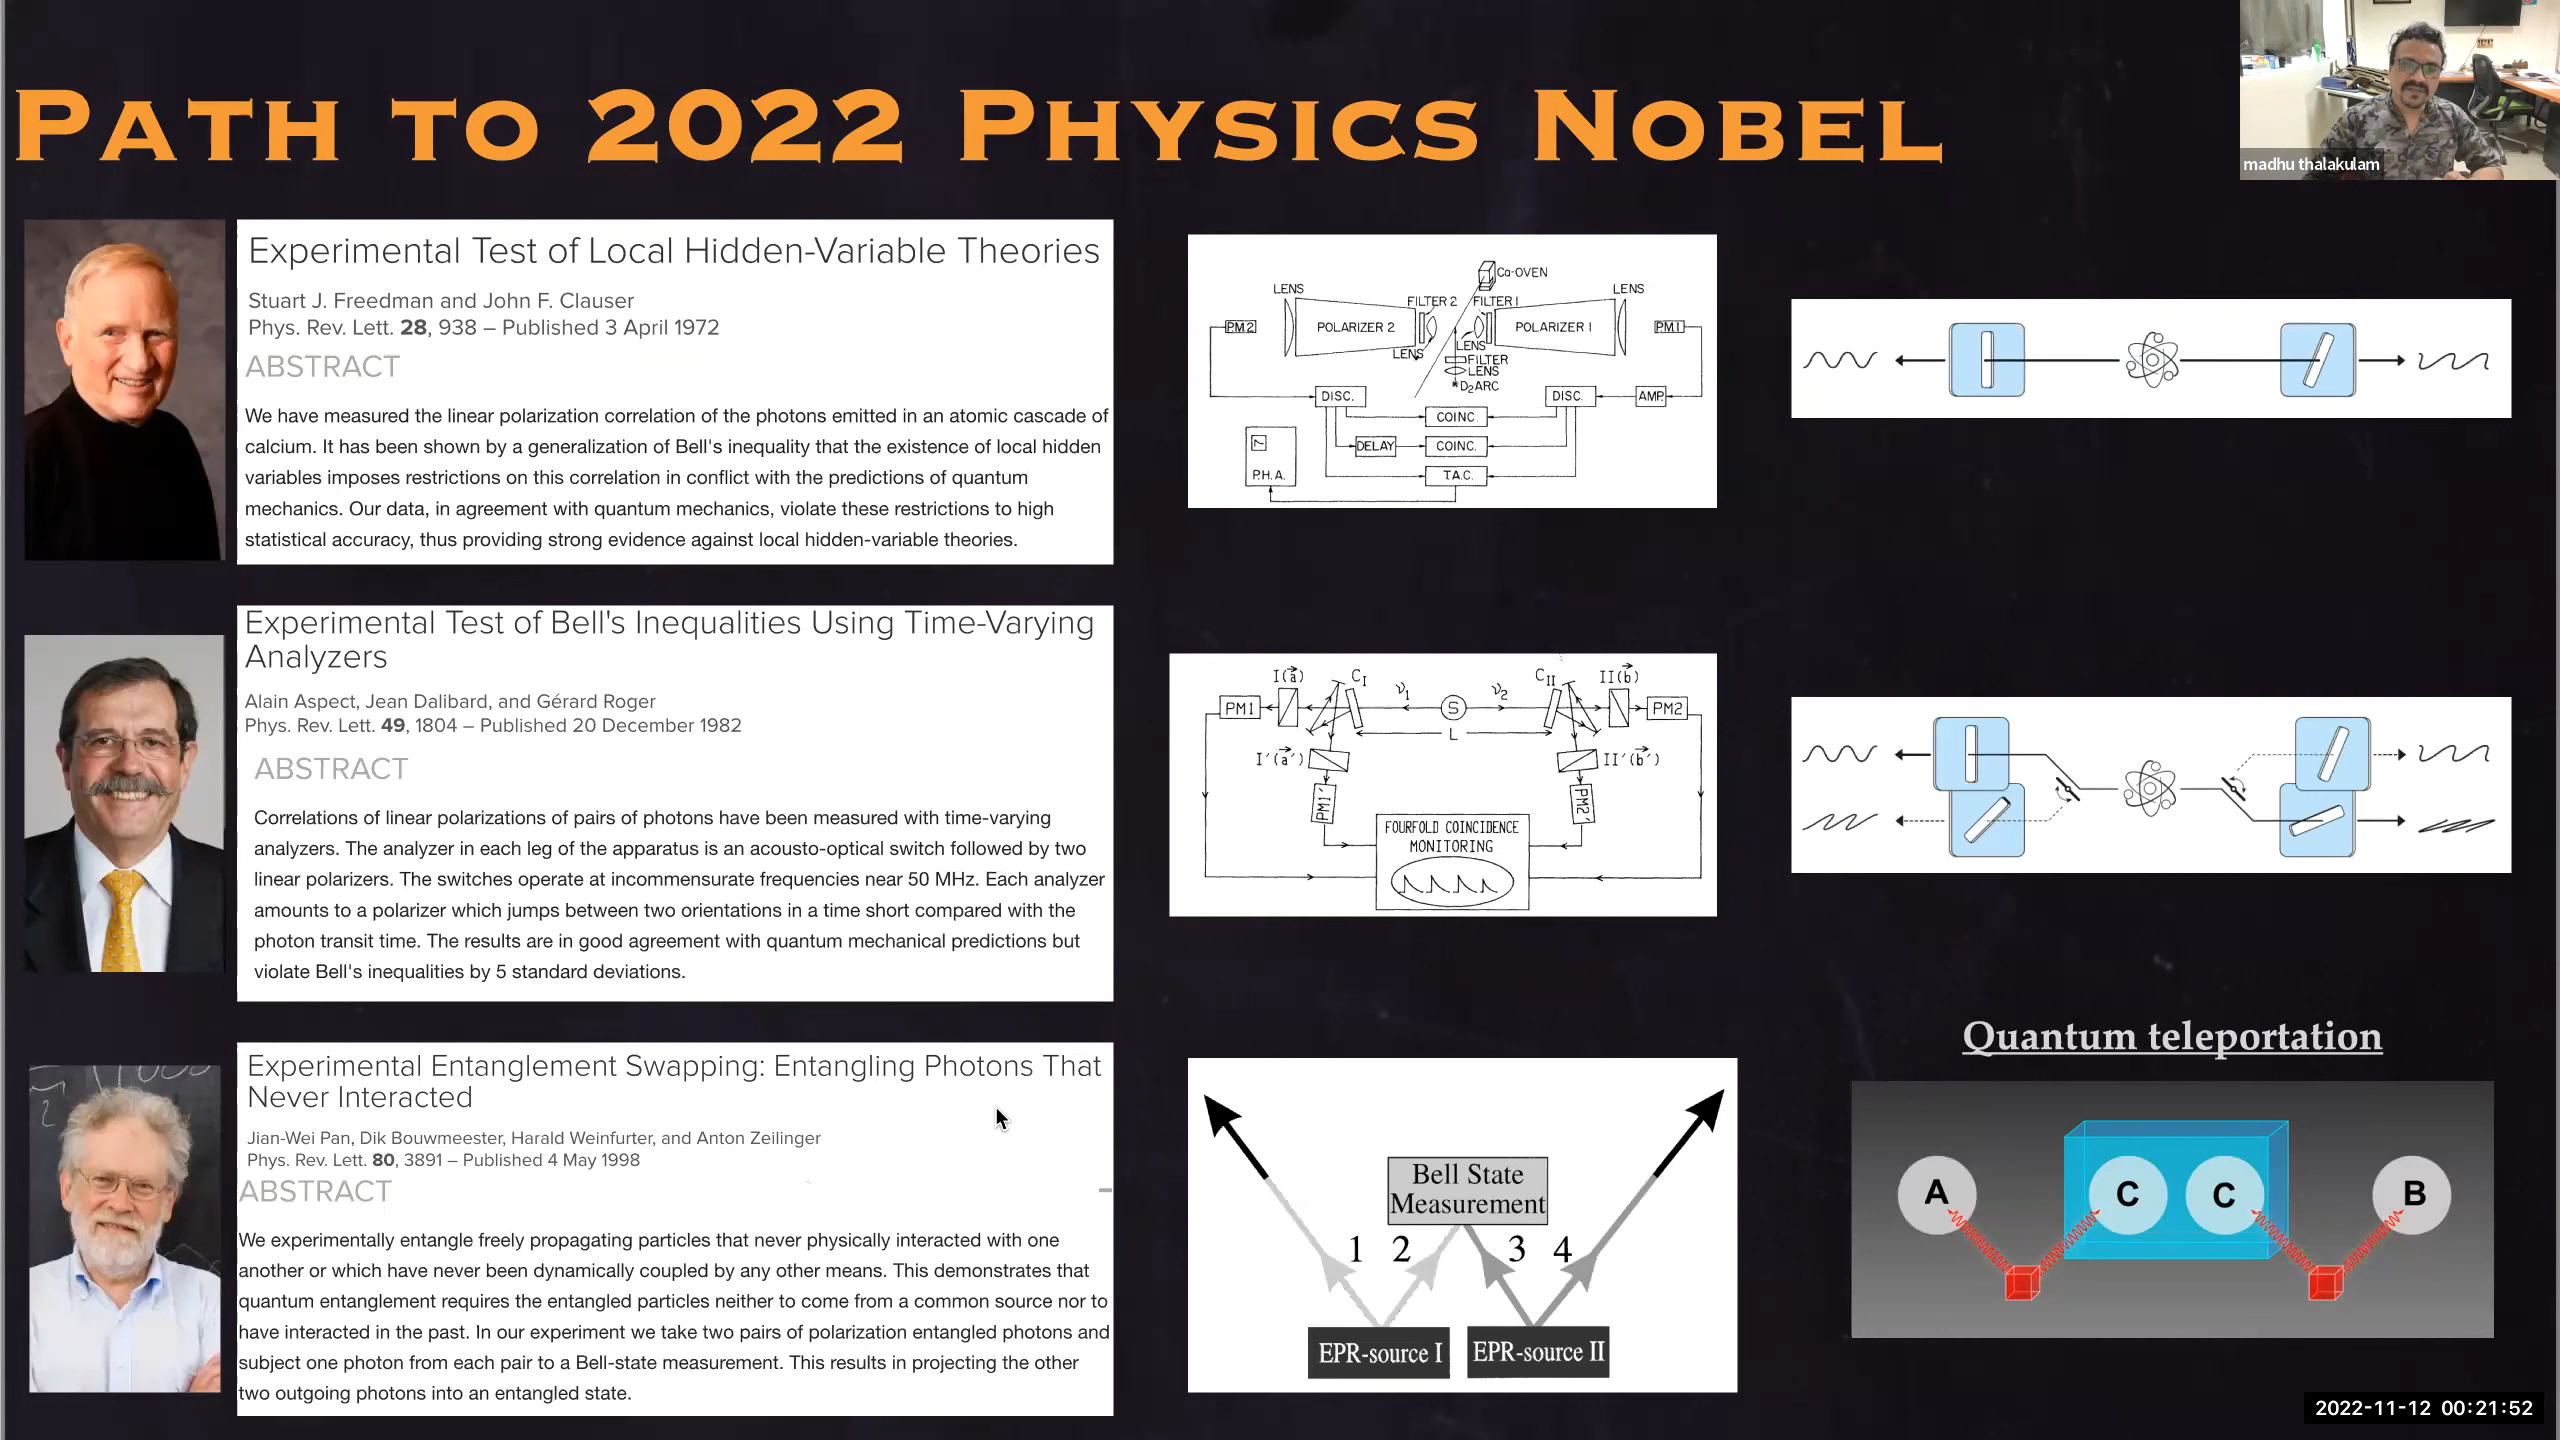 PATH TO 2022 PHYSICS NOBEL
madhu thalakulam
Experimental Test of Local Hidden-Variable Theories
Stuart J. Freedman and John F. Clauser
Phys. Rev. Lett. 28, 938 – Published 3 April 1972
ABSTRACT
We have measured the linear polarization correlation of the photons emitted in an atomic cascade of
calcium. It has been shown by a generalization of Bell's inequality that the existence of local hidden
variables imposes restrictions on this correlation in conflict with the predictions of quantum
mechanics. Our data, in agreement with quantum mechanics, violate these restrictions to high
statistical accuracy, thus providing strong evidence against local hidden-variable theories.
Ca-OVEN
LENS
LENS
FILTER 2
FILTER 1
PM2
POLARIZER 2
POLARIZER 1
PM.1
LENS
LENS
FILTER
LENS
D2 ARC
DISC.
DISC.
AMP.
COINC.
DELAY
COINC.
P.H.A.
T.A.C.
Experimental Test of Bell's Inequalities Using Time-Varying
Analyzers
Alain Aspect, Jean Dalibard, and Gérard Roger
Phys. Rev. Lett. 49, 1804 – Published 20 December 1982
ABSTRACT
Correlations of linear polarizations of pairs of photons have been measured with time-varying
analyzers. The analyzer in each leg of the apparatus is an acousto-optical switch followed by two
linear polarizers. The switches operate at incommensurate frequencies near 50 MHz. Each analyzer
amounts to a polarizer which jumps between two orientations in a time short compared with the
photon transit time. The results are in good agreement with quantum mechanical predictions but
violate Bell's inequalities by 5 standard deviations.
I(a⃗)
CI
ν1
ν2
CII
II(b⃗)
PM1
S
PM2
L
I'(a⃗')
II'(b⃗')
PM1'
PM2'
FOURFOLD COINCIDENCE
MONITORING
Experimental Entanglement Swapping: Entangling Photons That
Never Interacted
Jian-Wei Pan, Dik Bouwmeester, Harald Weinfurter, and Anton Zeilinger
Phys. Rev. Lett. 80, 3891 – Published 4 May 1998
ABSTRACT
We experimentally entangle freely propagating particles that never physically interacted with one
another or which have never been dynamically coupled by any other means. This demonstrates that
quantum entanglement requires the entangled particles neither to come from a common source nor to
have interacted in the past. In our experiment we take two pairs of polarization entangled photons and
subject one photon from each pair to a Bell-state measurement. This results in projecting the other
two outgoing photons into an entangled state.
Bell State
Measurement
1 2 3 4
EPR-source I
EPR-source II
Quantum teleportation
A
C
C
B
2022-11-12 00:21:52